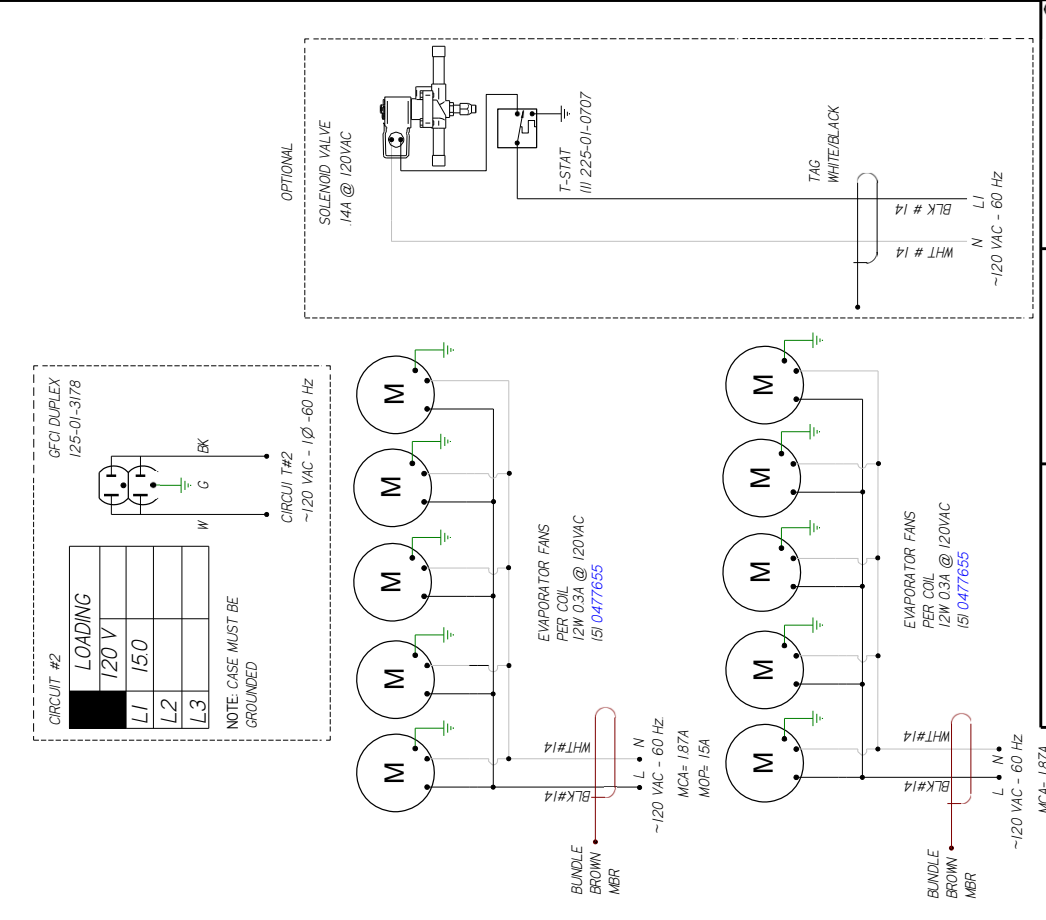 OPTIONAL
SOLENOID VALVE
.14A @ 120VAC
T-STAT
(1) 225-01-0707
TAG
WHITE/BLACK
BLK # 14
WHT # 14
N
L1
~120 VAC - 60 Hz
CIRCUIT #2
LOADING
120 V
L1
15.0
L2
L3
NOTE: CASE MUST BE
GROUNDED
GFCI DUPLEX
125-01-3178
W
G
BK
CIRCUI T#2
~120 VAC - 1Ø -60 Hz
M
M
M
M
M
EVAPORATOR FANS
PER COIL
12W 0.3A @ 120VAC
(5) 0477655
WHT#14
BLK#14
L
N
~120 VAC - 60 Hz
MCA= 1.87A
MOP= 15A
BUNDLE
BROWN
MBR
M
M
M
M
M
EVAPORATOR FANS
PER COIL
12W 0.3A @ 120VAC
(5) 0477655
WHT#14
BLK#14
L
N
~120 VAC - 60 Hz
MCA= 1.87A
BUNDLE
BROWN
MBR